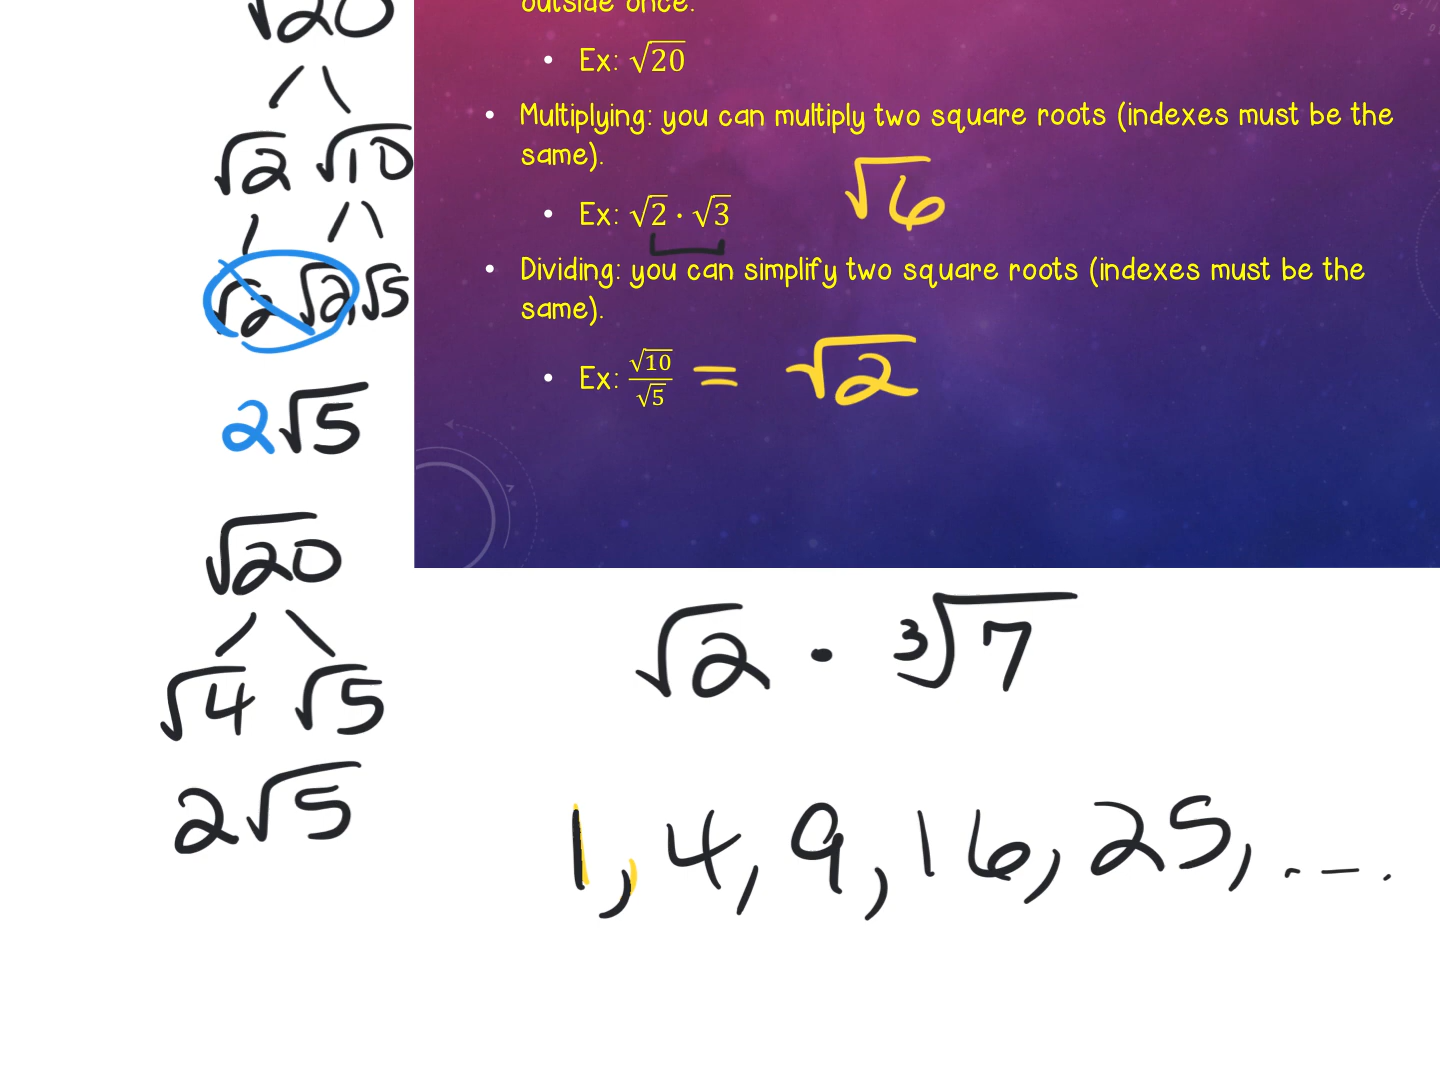 √20
√2 √10
√2 √2 √5
2√5
√20
√4 √5
2√5
outside once.
• Ex: √20
• Multiplying: you can multiply two square roots (indexes must be the
same).
• Ex: √2 · √3
√6
• Dividing: you can simplify two square roots (indexes must be the
same).
• Ex: √10/√5 = √2
√2 · ³√7
1, 4, 9, 16, 25, ...